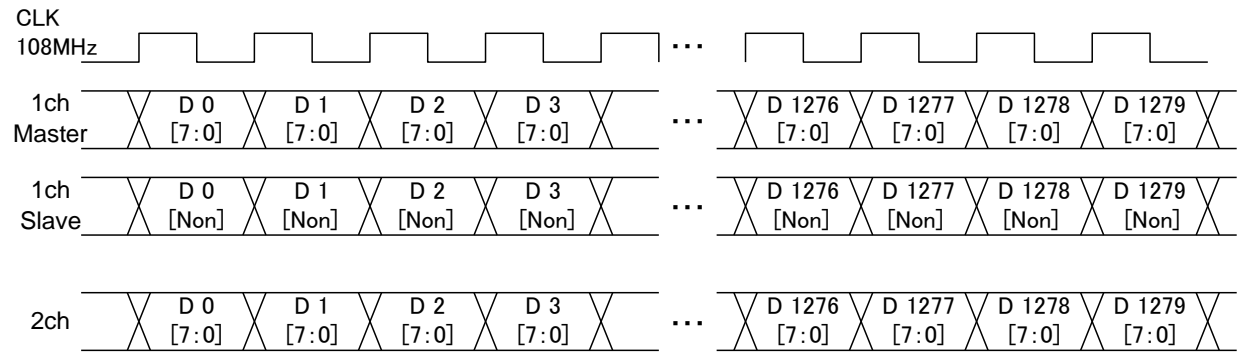 CLK
108MHz
...
1ch
Master
D 0 D 1 D 2 D 3 ... D 1276 D 1277 D 1278 D 1279
[7:0] [7:0] [7:0] [7:0] [7:0] [7:0] [7:0] [7:0]
1ch
Slave
D 0 D 1 D 2 D 3 ... D 1276 D 1277 D 1278 D 1279
[Non] [Non] [Non] [Non] [Non] [Non] [Non] [Non]
2ch
D 0 D 1 D 2 D 3 ... D 1276 D 1277 D 1278 D 1279
[7:0] [7:0] [7:0] [7:0] [7:0] [7:0] [7:0] [7:0]